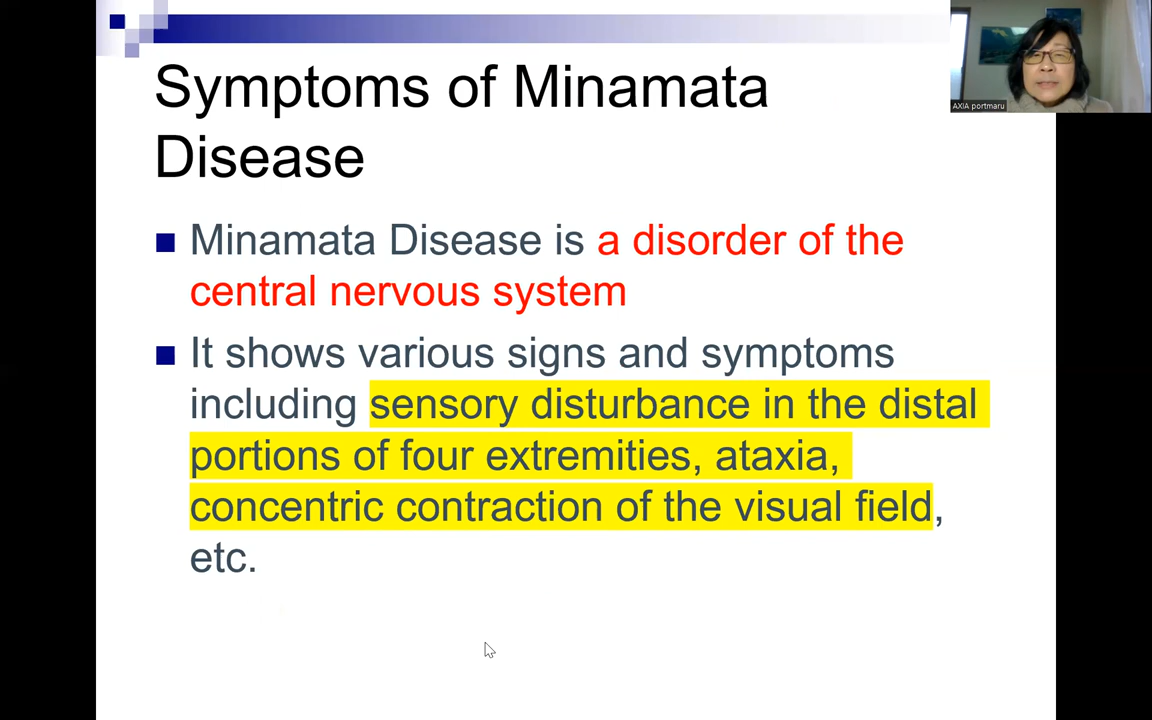 Symptoms of Minamata
Disease
AXIA portmaru
Minamata Disease is a disorder of the
central nervous system
It shows various signs and symptoms
including sensory disturbance in the distal
portions of four extremities, ataxia,
concentric contraction of the visual field,
etc.